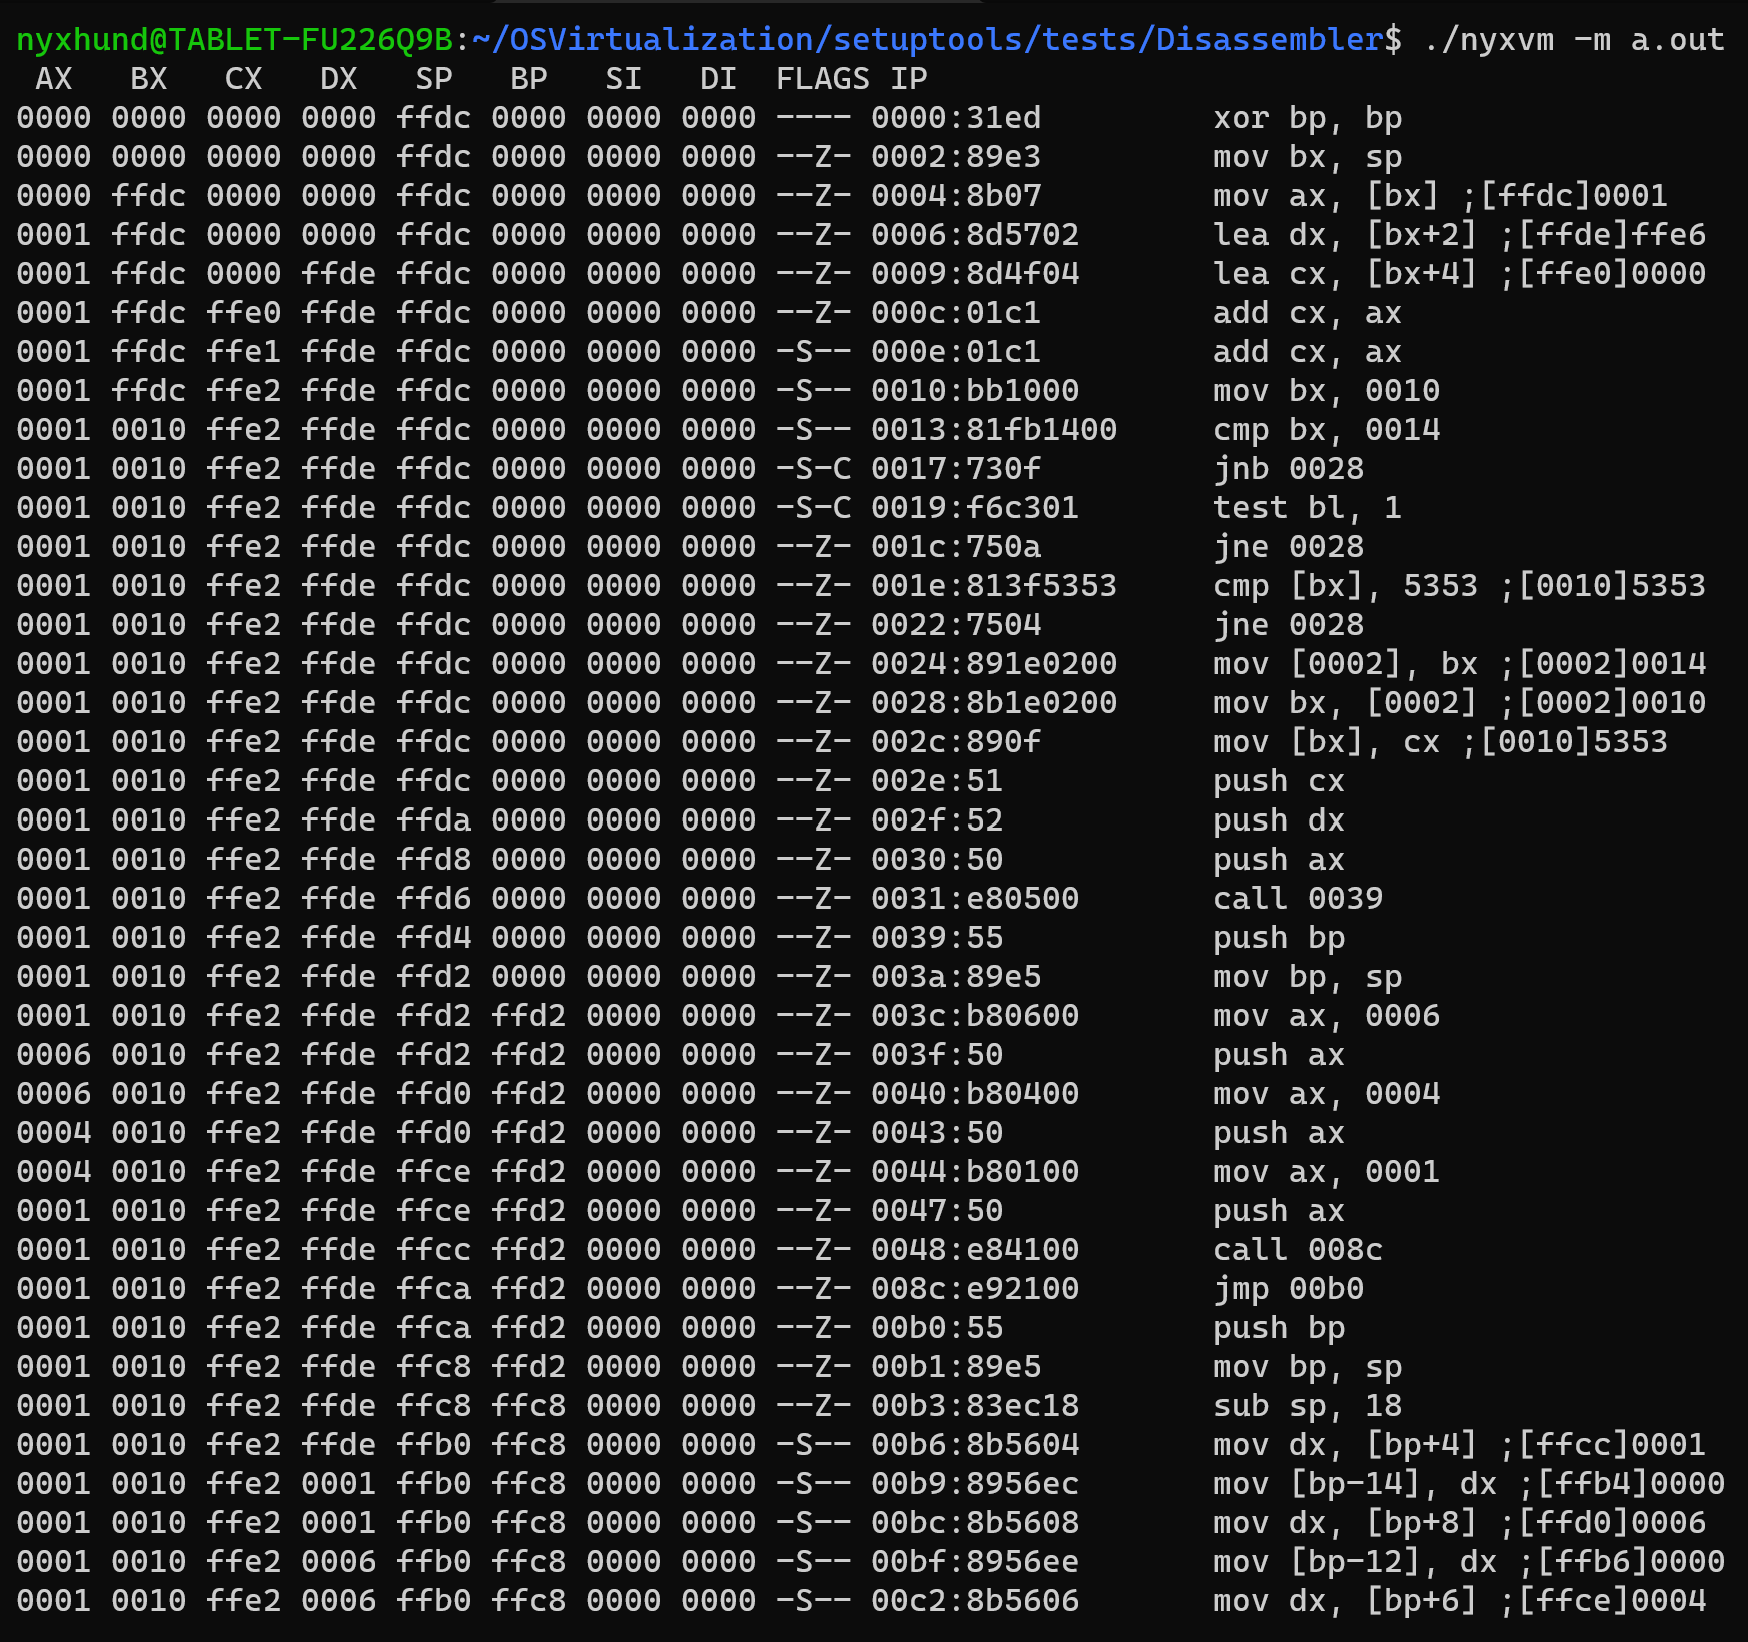 nyxhund@TABLET-FU226Q9B:~/OSVirtualization/setuptools/tests/Disassembler$ ./nyxvm -m a.out
AX BX CX DX SP BP SI DI FLAGS IP
0000 0000 0000 0000 ffdc 0000 0000 0000 ---- 0000:31ed xor bp, bp
0000 0000 0000 0000 ffdc 0000 0000 0000 --Z- 0002:89e3 mov bx, sp
0000 ffdc 0000 0000 ffdc 0000 0000 0000 --Z- 0004:8b07 mov ax, [bx] ;[ffdc]0001
0001 ffdc 0000 0000 ffdc 0000 0000 0000 --Z- 0006:8d5702 lea dx, [bx+2] ;[ffde]ffe6
0001 ffdc 0000 ffde ffdc 0000 0000 0000 --Z- 0009:8d4f04 lea cx, [bx+4] ;[ffe0]0000
0001 ffdc ffe0 ffde ffdc 0000 0000 0000 --Z- 000c:01c1 add cx, ax
0001 ffdc ffe1 ffde ffdc 0000 0000 0000 -S-- 000e:01c1 add cx, ax
0001 ffdc ffe2 ffde ffdc 0000 0000 0000 -S-- 0010:bb1000 mov bx, 0010
0001 0010 ffe2 ffde ffdc 0000 0000 0000 -S-- 0013:81fb1400 cmp bx, 0014
0001 0010 ffe2 ffde ffdc 0000 0000 0000 -S-C 0017:730f jnb 0028
0001 0010 ffe2 ffde ffdc 0000 0000 0000 -S-C 0019:f6c301 test bl, 1
0001 0010 ffe2 ffde ffdc 0000 0000 0000 --Z- 001c:750a jne 0028
0001 0010 ffe2 ffde ffdc 0000 0000 0000 --Z- 001e:813f5353 cmp [bx], 5353 ;[0010]5353
0001 0010 ffe2 ffde ffdc 0000 0000 0000 --Z- 0022:7504 jne 0028
0001 0010 ffe2 ffde ffdc 0000 0000 0000 --Z- 0024:891e0200 mov [0002], bx ;[0002]0014
0001 0010 ffe2 ffde ffdc 0000 0000 0000 --Z- 0028:8b1e0200 mov bx, [0002] ;[0002]0010
0001 0010 ffe2 ffde ffdc 0000 0000 0000 --Z- 002c:890f mov [bx], cx ;[0010]5353
0001 0010 ffe2 ffde ffdc 0000 0000 0000 --Z- 002e:51 push cx
0001 0010 ffe2 ffde ffda 0000 0000 0000 --Z- 002f:52 push dx
0001 0010 ffe2 ffde ffd8 0000 0000 0000 --Z- 0030:50 push ax
0001 0010 ffe2 ffde ffd6 0000 0000 0000 --Z- 0031:e80500 call 0039
0001 0010 ffe2 ffde ffd4 0000 0000 0000 --Z- 0039:55 push bp
0001 0010 ffe2 ffde ffd2 0000 0000 0000 --Z- 003a:89e5 mov bp, sp
0001 0010 ffe2 ffde ffd2 ffd2 0000 0000 --Z- 003c:b80600 mov ax, 0006
0006 0010 ffe2 ffde ffd2 ffd2 0000 0000 --Z- 003f:50 push ax
0006 0010 ffe2 ffde ffd0 ffd2 0000 0000 --Z- 0040:b80400 mov ax, 0004
0004 0010 ffe2 ffde ffd0 ffd2 0000 0000 --Z- 0043:50 push ax
0004 0010 ffe2 ffde ffce ffd2 0000 0000 --Z- 0044:b80100 mov ax, 0001
0001 0010 ffe2 ffde ffce ffd2 0000 0000 --Z- 0047:50 push ax
0001 0010 ffe2 ffde ffcc ffd2 0000 0000 --Z- 0048:e84100 call 008c
0001 0010 ffe2 ffde ffca ffd2 0000 0000 --Z- 008c:e92100 jmp 00b0
0001 0010 ffe2 ffde ffca ffd2 0000 0000 --Z- 00b0:55 push bp
0001 0010 ffe2 ffde ffc8 ffd2 0000 0000 --Z- 00b1:89e5 mov bp, sp
0001 0010 ffe2 ffde ffc8 ffc8 0000 0000 --Z- 00b3:83ec18 sub sp, 18
0001 0010 ffe2 ffde ffb0 ffc8 0000 0000 -S-- 00b6:8b5604 mov dx, [bp+4] ;[ffcc]0001
0001 0010 ffe2 0001 ffb0 ffc8 0000 0000 -S-- 00b9:8956ec mov [bp-14], dx ;[ffb4]0000
0001 0010 ffe2 0001 ffb0 ffc8 0000 0000 -S-- 00bc:8b5608 mov dx, [bp+8] ;[ffd0]0006
0001 0010 ffe2 0006 ffb0 ffc8 0000 0000 -S-- 00bf:8956ee mov [bp-12], dx ;[ffb6]0000
0001 0010 ffe2 0006 ffb0 ffc8 0000 0000 -S-- 00c2:8b5606 mov dx, [bp+6] ;[ffce]0004